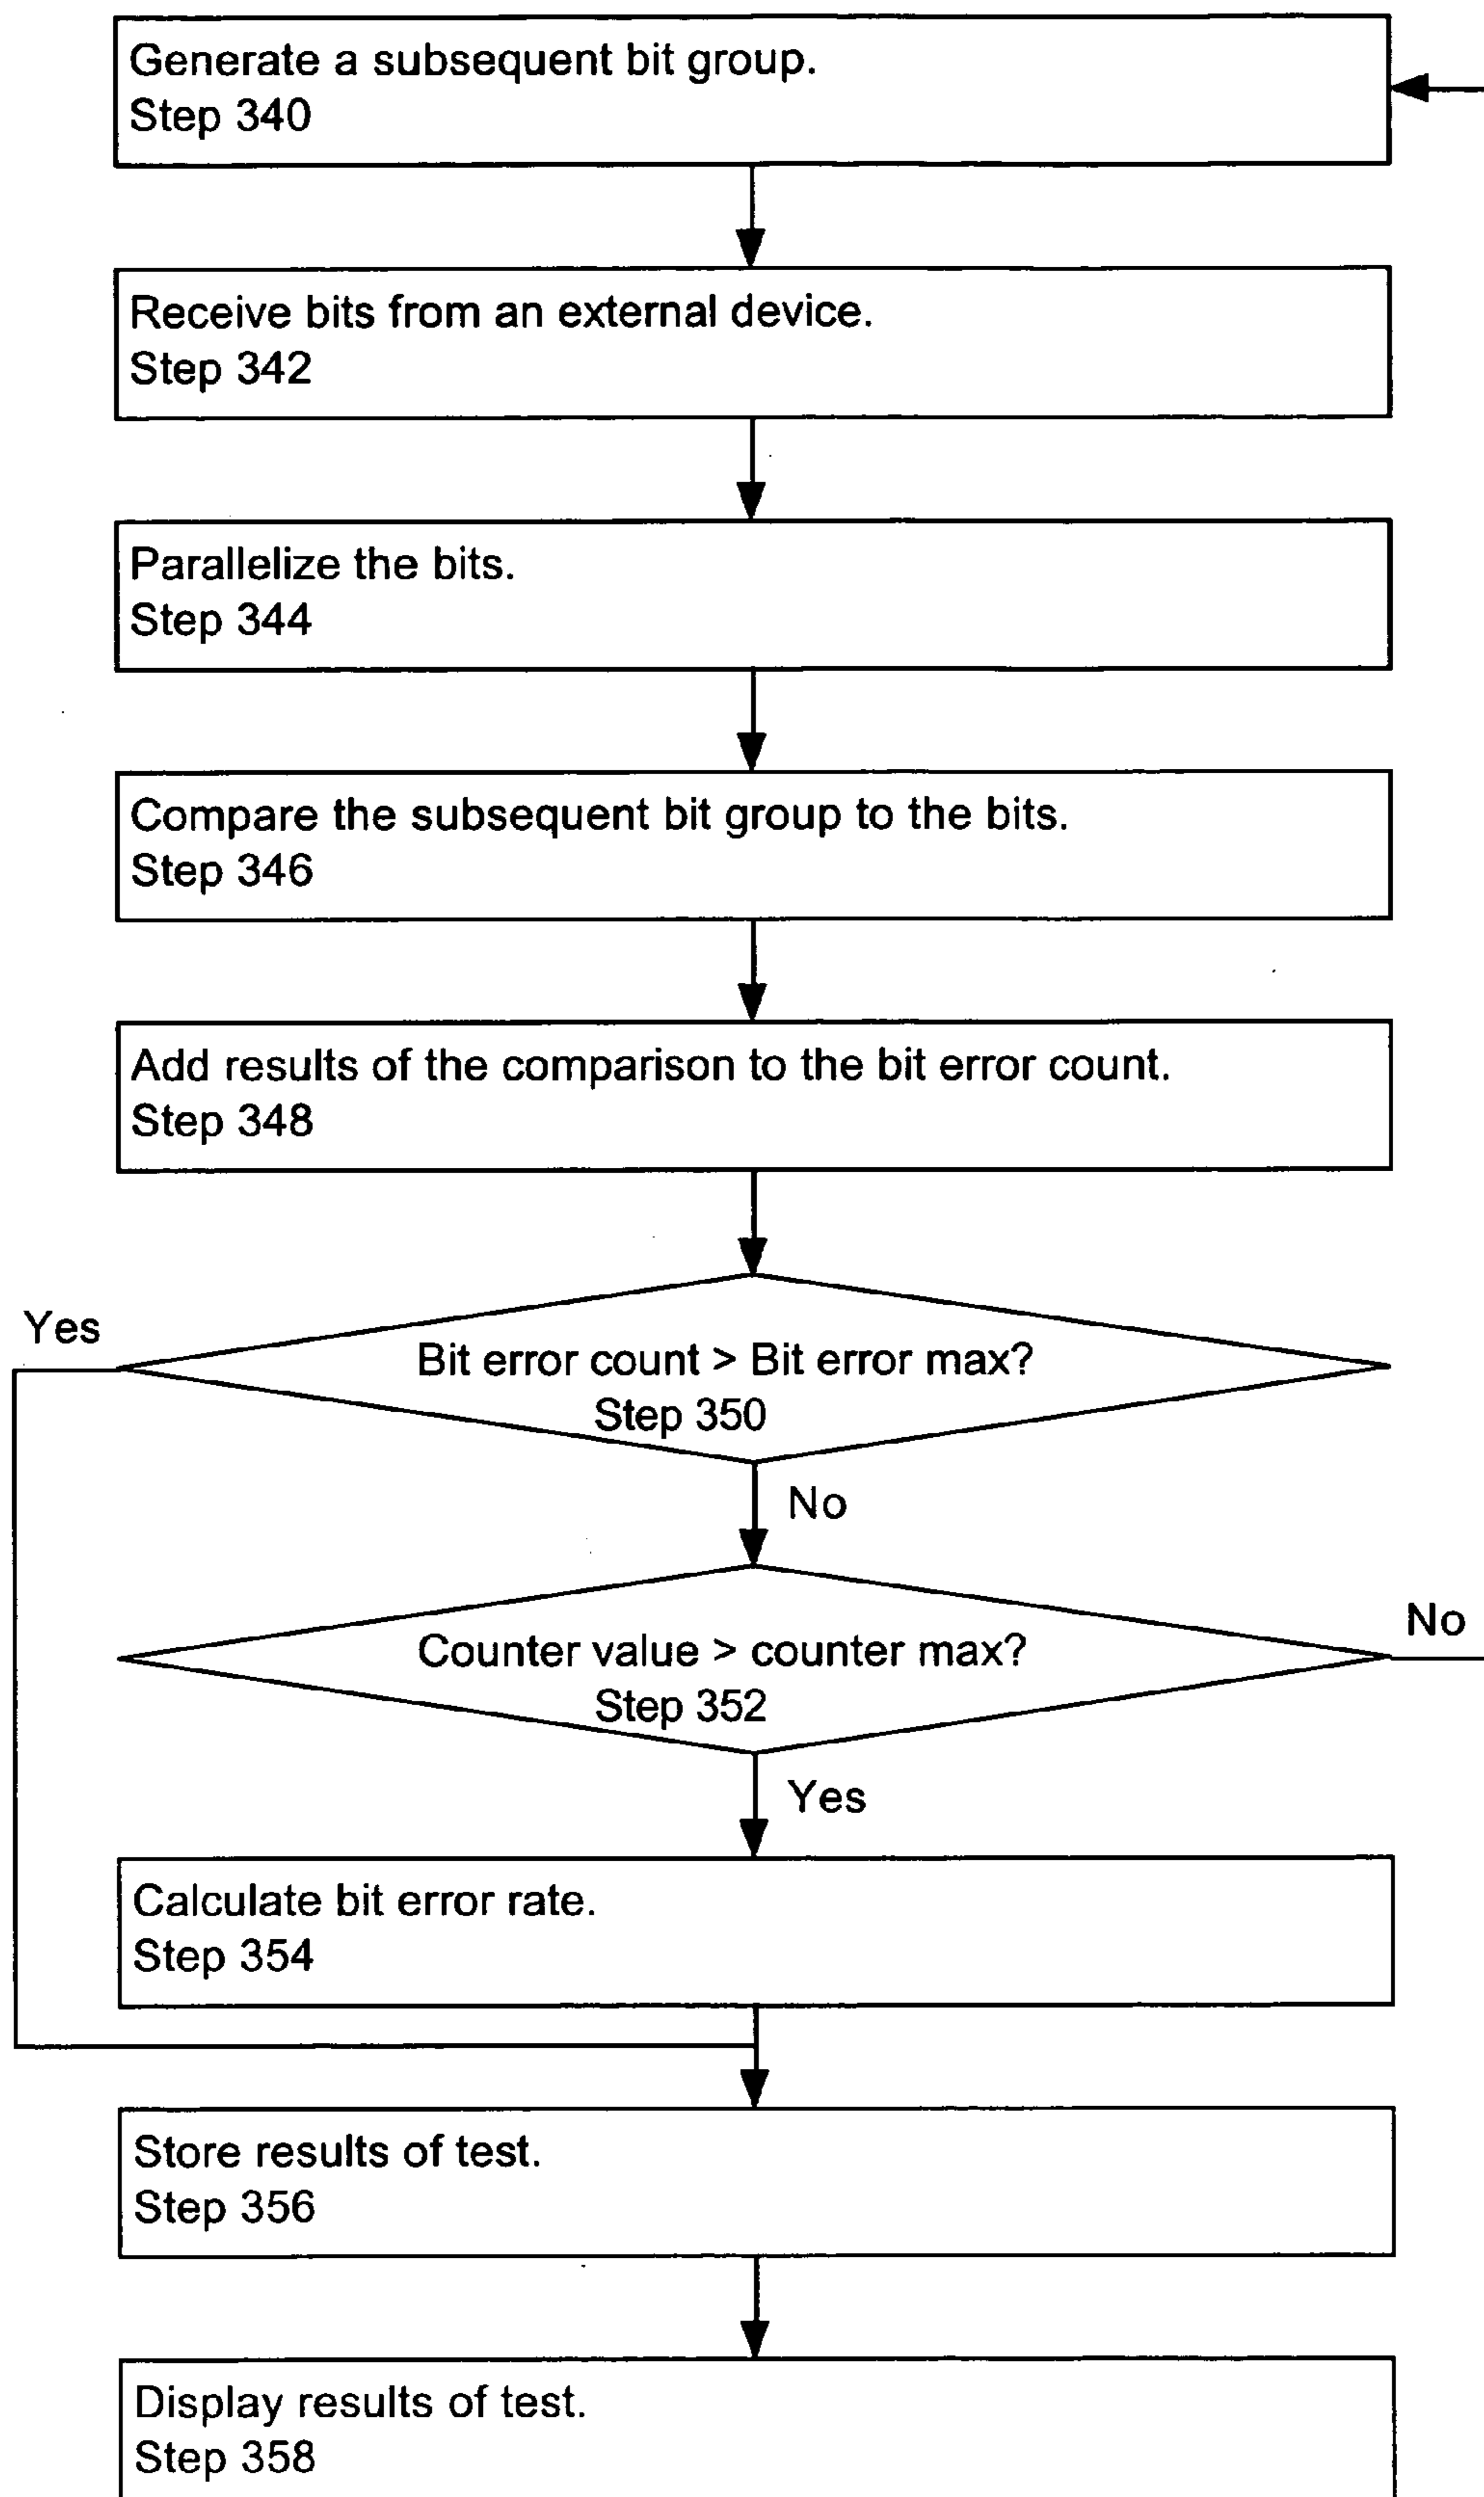 Generate a subsequent bit group.
Step 340
Receive bits from an external device.
Step 342
Parallelize the bits.
Step 344
Compare the subsequent bit group to the bits.
Step 346
Add results of the comparison to the bit error count.
Step 348
Yes
Bit error count > Bit error max?
Step 350
No
Counter value > counter max?
Step 352
No
Yes
Calculate bit error rate.
Step 354
Store results of test.
Step 356
Display results of test.
Step 358